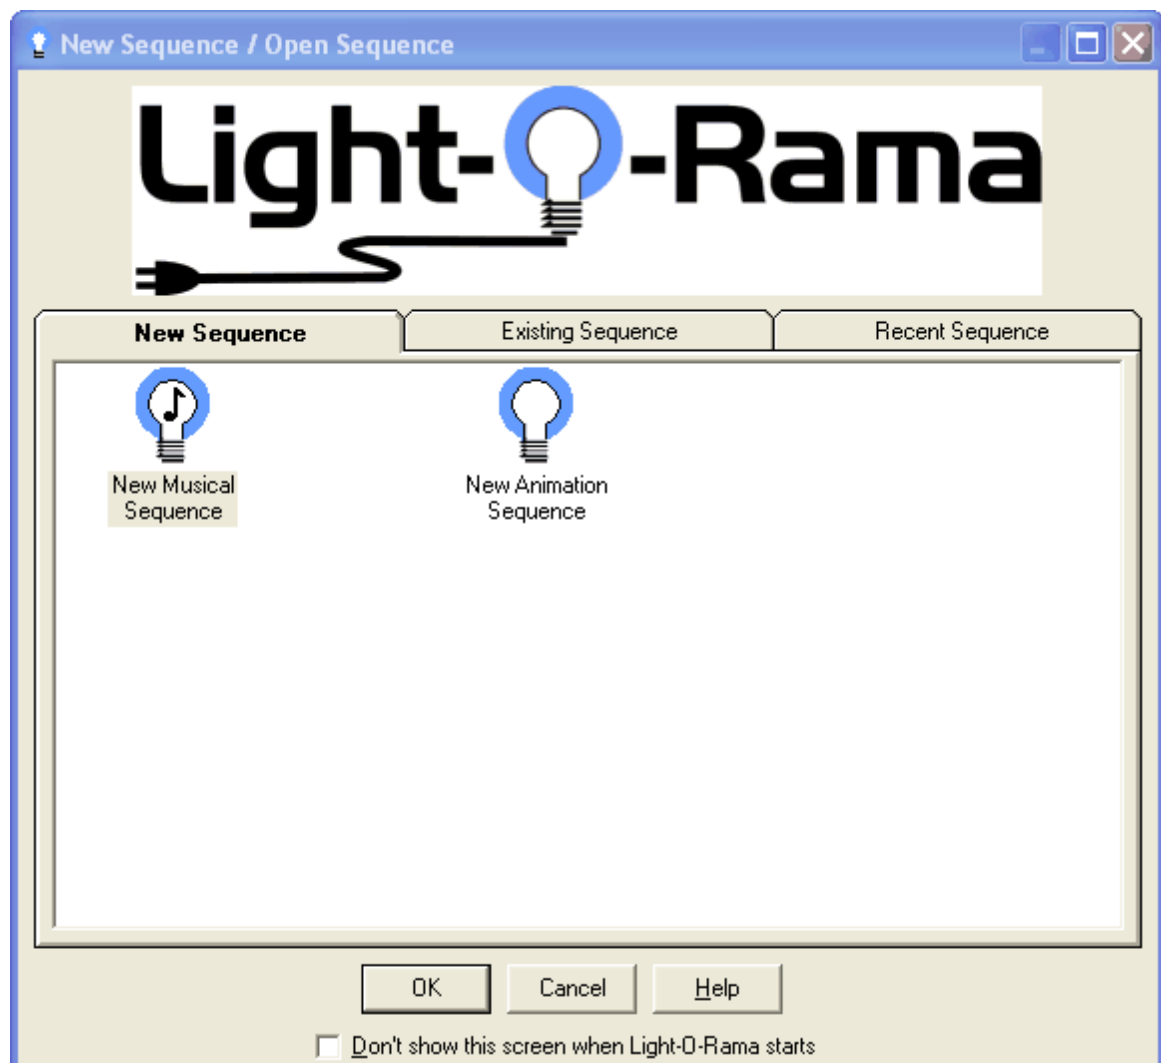 New Sequence / Open Sequence
Light-O-Rama
New Sequence Existing Sequence Recent Sequence
New Musical Sequence
New Animation Sequence
OK Cancel Help
Don't show this screen when Light-O-Rama starts